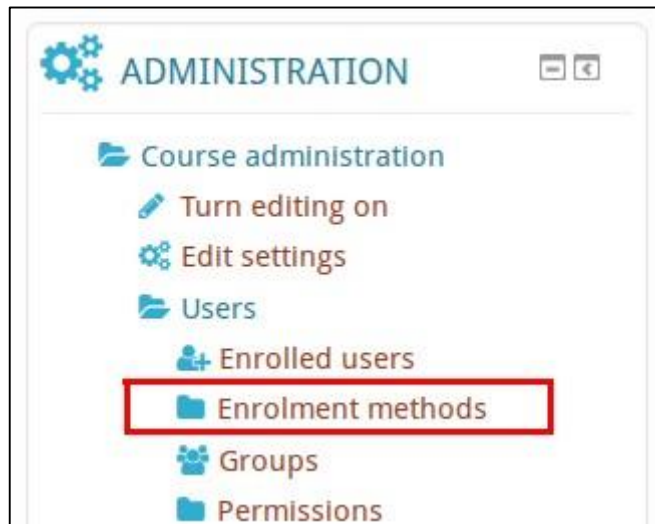 ADMINISTRATION
Course administration
Turn editing on
Edit settings
Users
Enrolled users
Enrolment methods
Groups
Permissions